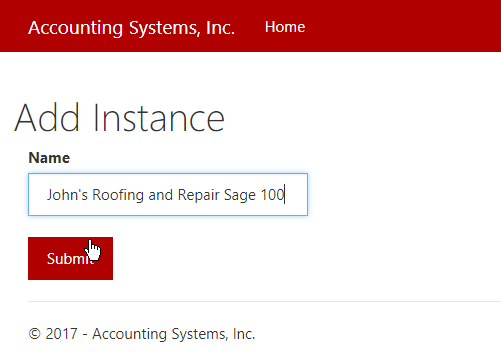 Accounting Systems, Inc. Home
Add Instance
Name
John's Roofing and Repair Sage 100
Submit
© 2017 - Accounting Systems, Inc.